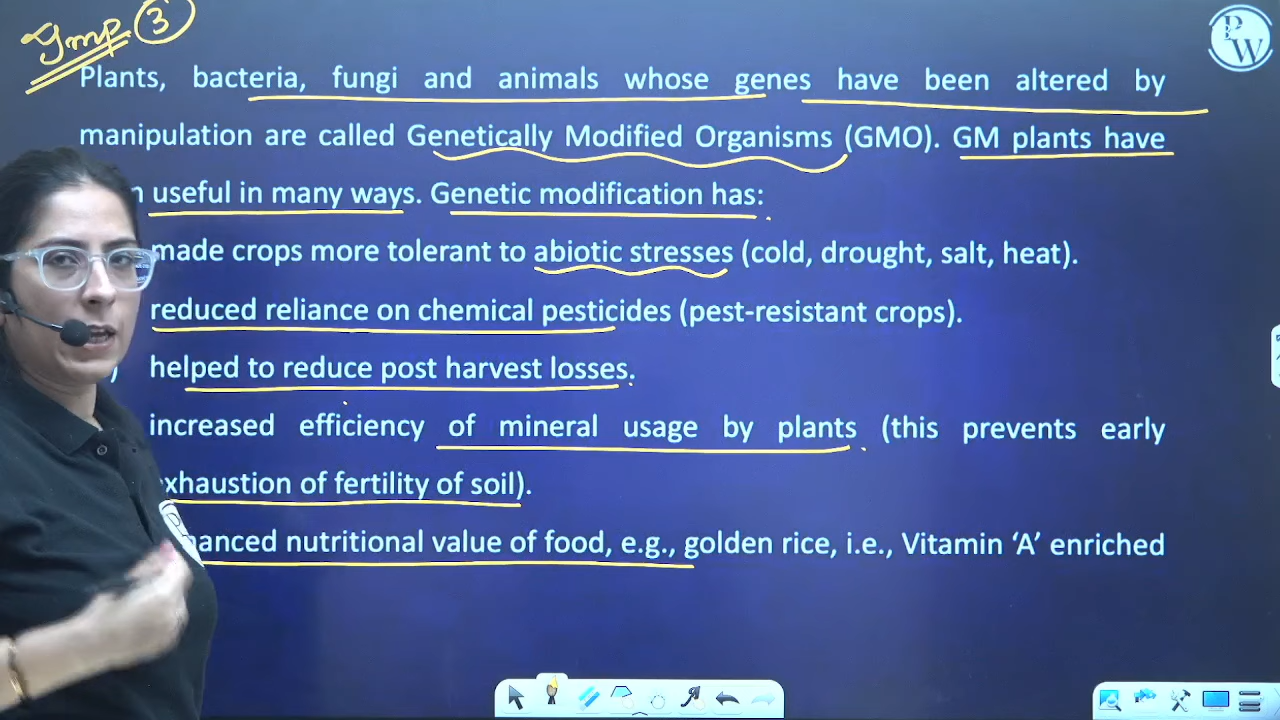 Imp. 3
PW
Plants, bacteria, fungi and animals whose genes have been altered by
manipulation are called Genetically Modified Organisms (GMO). GM plants have
useful in many ways. Genetic modification has:
made crops more tolerant to abiotic stresses (cold, drought, salt, heat).
reduced reliance on chemical pesticides (pest-resistant crops).
) helped to reduce post harvest losses.
increased efficiency of mineral usage by plants (this prevents early
xhaustion of fertility of soil).
hanced nutritional value of food, e.g., golden rice, i.e., Vitamin ‘A’ enriched